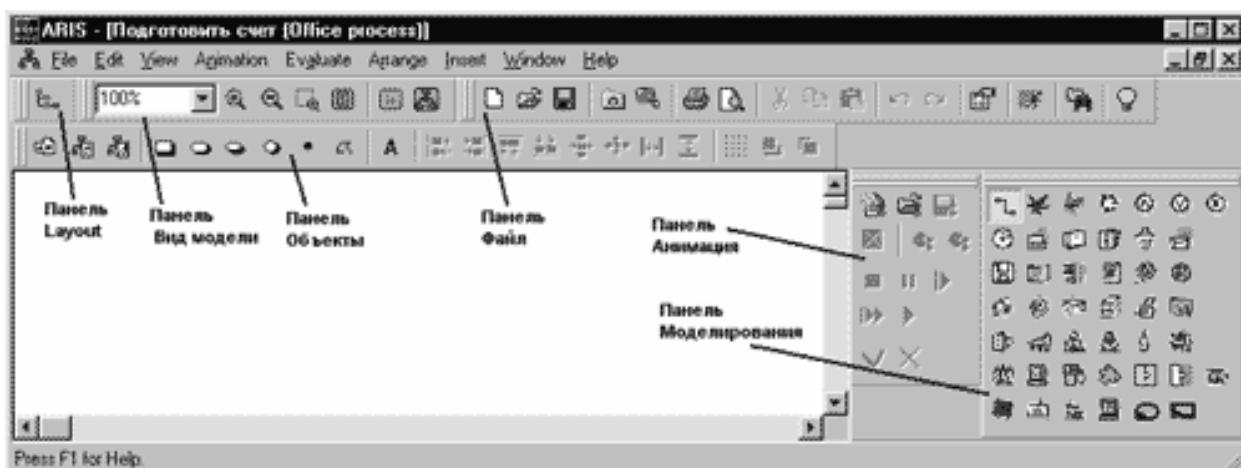 ARIS - [Подготовить счет (Office process)]
File Edit View Animation Evaluate Arrange Insert Window Help
100%
A
Панель
Layout
Панель
Вид модели
Панель
Объекты
Панель
Файл
Панель
Анимация
Панель
Моделирования
Press F1 for Help.